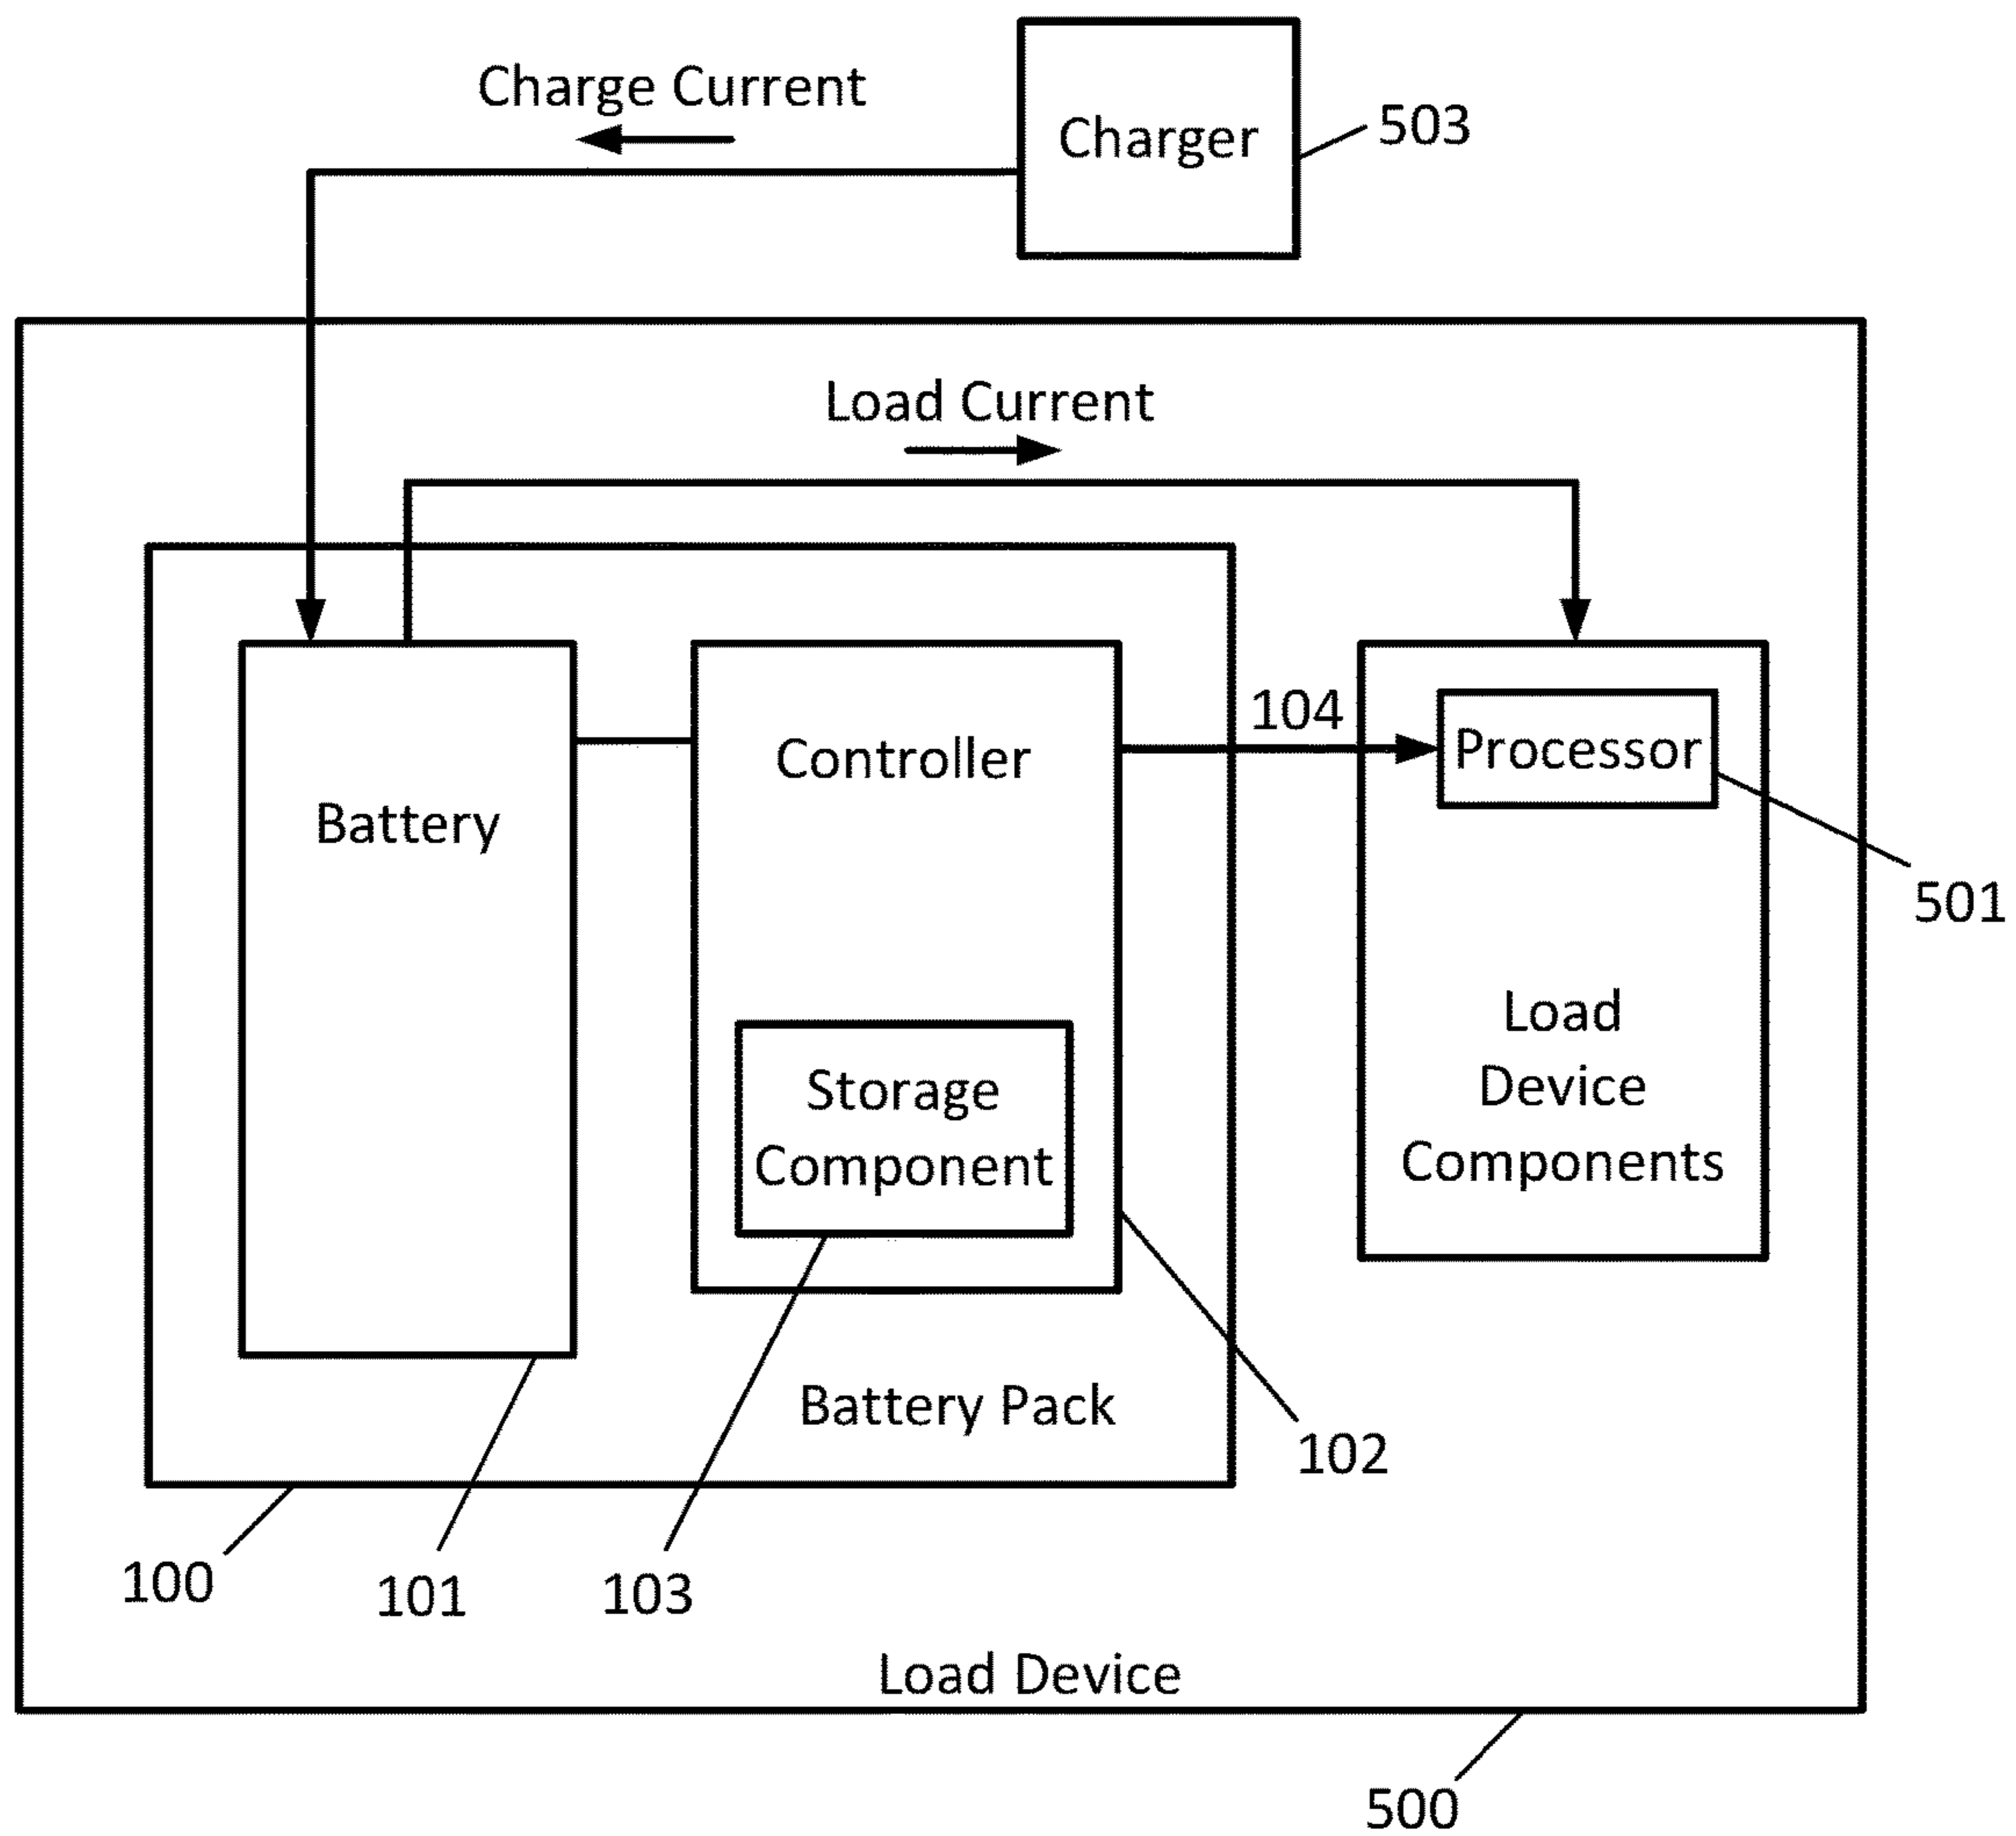 Charge Current
Charger
503
Load Current
104
Controller
Processor
Battery
501
Load
Device
Components
Storage
Component
Battery Pack
102
100
101
103
Load Device
500